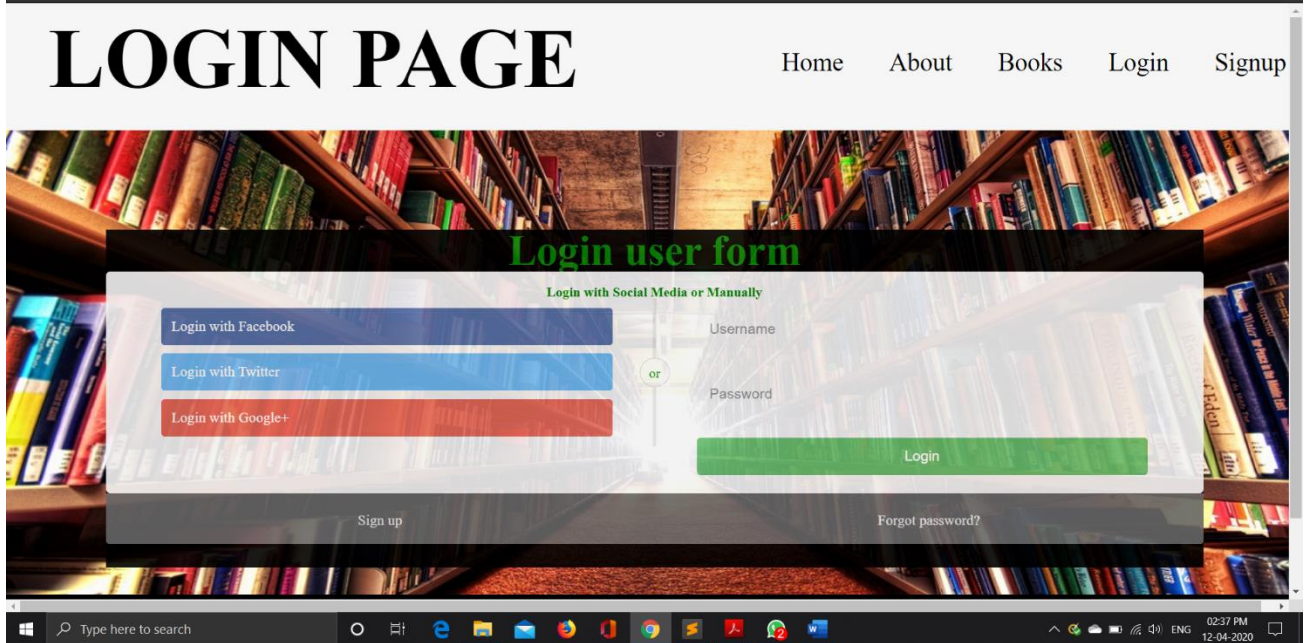 LOGIN PAGE
Home About Books Login Signup
Login user form
Login with Social Media or Manually
Login with Facebook
Login with Twitter
Login with Google+
or
Username
Password
Login
Sign up Forgot password?
Type here to search
ENG
02:37 PM
12-04-2020